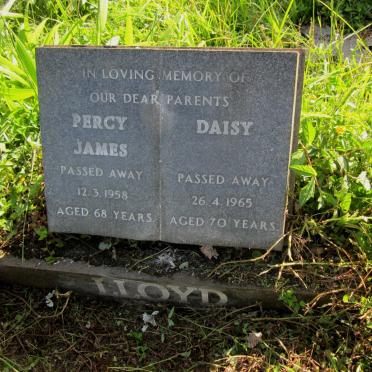 IN LOVING MEMORY OF
OUR DEAR PARENTS
PERCY JAMES
PASSED AWAY
12.3.1958
AGED 68 YEARS
DAISY
PASSED AWAY
26.4.1965
AGED 70 YEARS
LLOYD